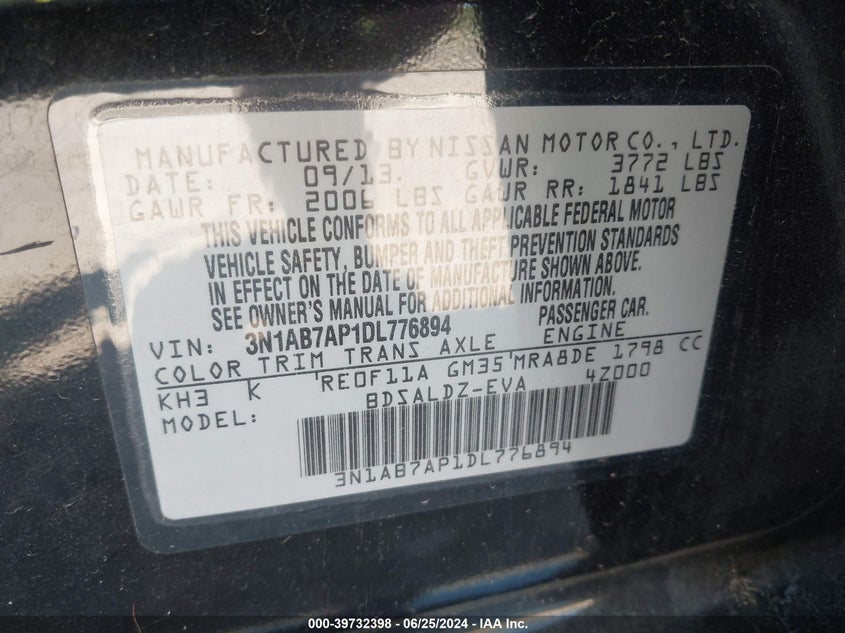 MANUFACTURED BY NISSAN MOTOR CO., LTD.
DATE: 09/13. GVWR: 3772 LBS
GAWR FR: 2006 LBS GAWR RR: 1841 LBS
THIS VEHICLE CONFORMS TO ALL APPLICABLE FEDERAL MOTOR
VEHICLE SAFETY, BUMPER AND THEFT PREVENTION STANDARDS
IN EFFECT ON THE DATE OF MANUFACTURE SHOWN ABOVE.
SEE OWNER'S MANUAL FOR ADDITIONAL INFORMATION.
VIN: 3N1AB7AP1DL776894 PASSENGER CAR.
COLOR TRIM TRANS AXLE ENGINE
KH3 K RE0F11A GM35 MRA8DE 1798 CC
MODEL: BDSALDZ-EVA 4Z000
3N1AB7AP1DL776894
000-39732398 - 06/25/2024 - IAA Inc.